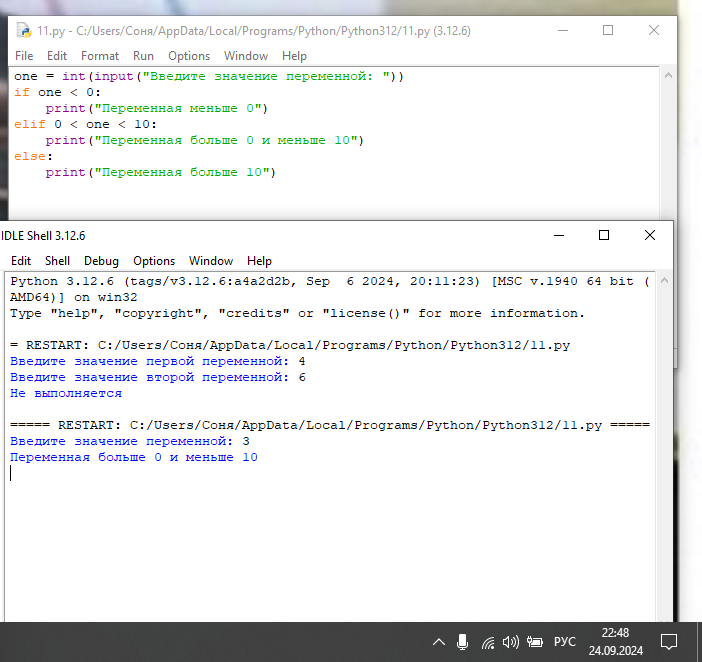 11.py - C:/Users/Соня/AppData/Local/Programs/Python/Python312/11.py (3.12.6)
File Edit Format Run Options Window Help
one = int(input("Введите значение переменной: "))
if one < 0:
    print("Переменная меньше 0")
elif 0 < one < 10:
    print("Переменная больше 0 и меньше 10")
else:
    print("Переменная больше 10")
IDLE Shell 3.12.6
Edit Shell Debug Options Window Help
Python 3.12.6 (tags/v3.12.6:a4a2d2b, Sep  6 2024, 20:11:23) [MSC v.1940 64 bit (
AMD64)] on win32
Type "help", "copyright", "credits" or "license()" for more information.
= RESTART: C:/Users/Соня/AppData/Local/Programs/Python/Python312/11.py
Введите значение первой переменной: 4
Введите значение второй переменной: 6
Не выполняется
===== RESTART: C:/Users/Соня/AppData/Local/Programs/Python/Python312/11.py =====
Введите значение переменной: 3
Переменная больше 0 и меньше 10
РУС
22:48
24.09.2024